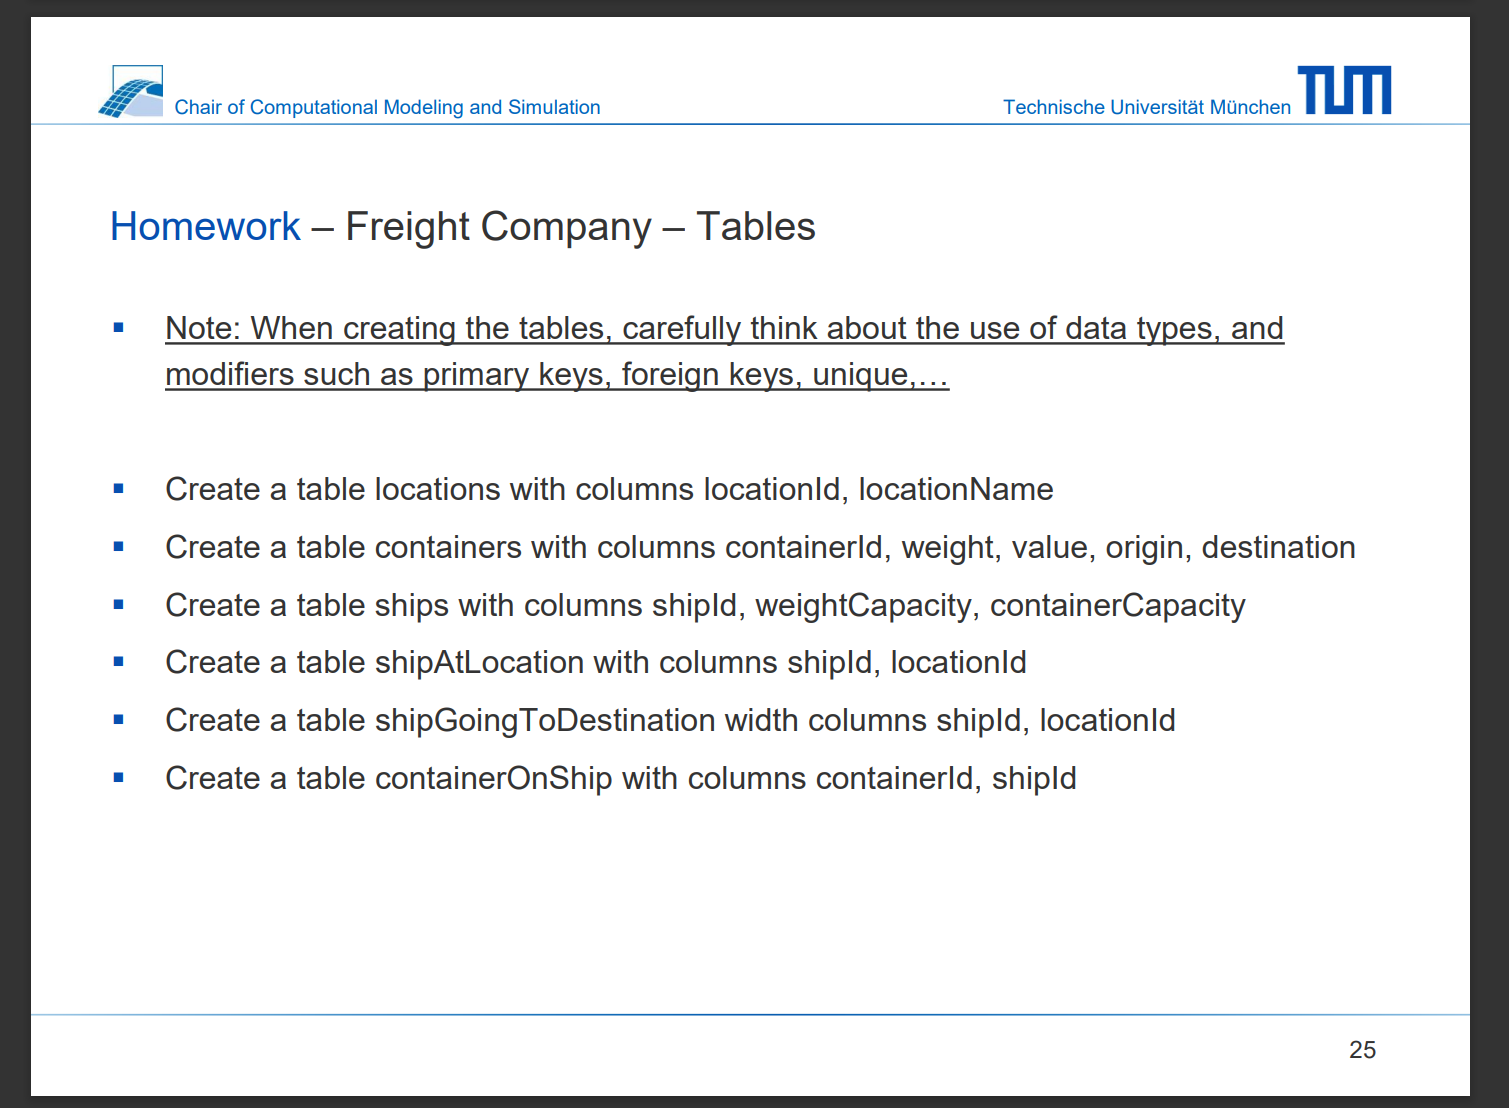 Chair of Computational Modeling and Simulation
Technische Universität München TUM
Homework – Freight Company – Tables
Note: When creating the tables, carefully think about the use of data types, and
modifiers such as primary keys, foreign keys, unique,…
Create a table locations with columns locationId, locationName
Create a table containers with columns containerId, weight, value, origin, destination
Create a table ships with columns shipId, weightCapacity, containerCapacity
Create a table shipAtLocation with columns shipId, locationId
Create a table shipGoingToDestination width columns shipId, locationId
Create a table containerOnShip with columns containerId, shipId
25